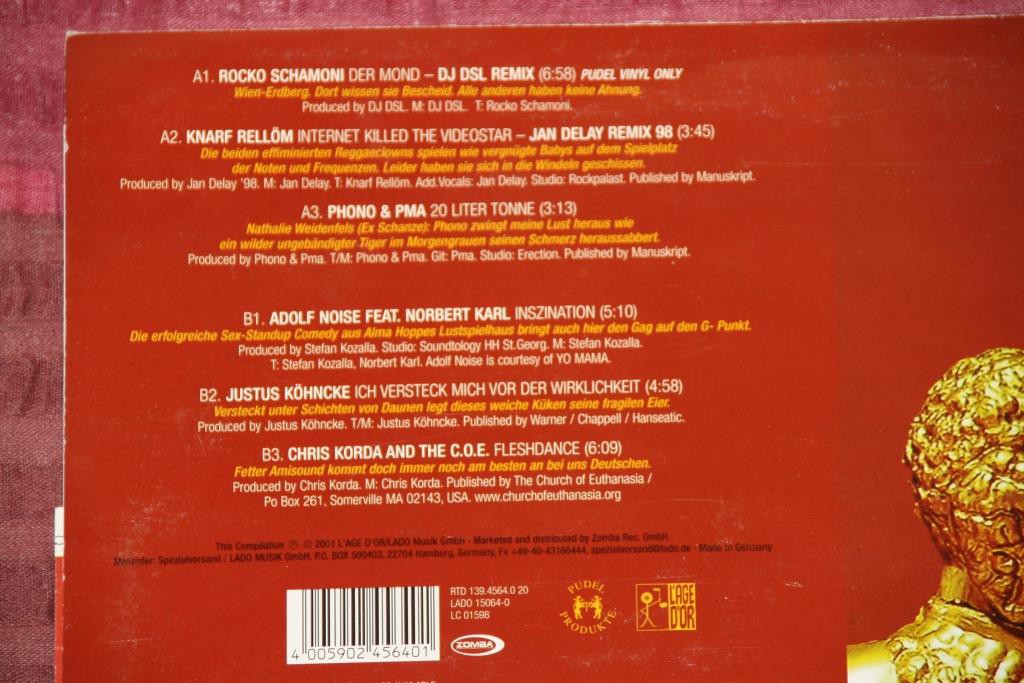 A1. ROCKO SCHAMONI DER MOND – DJ DSL REMIX (6:58) PUDEL VINYL ONLY
Wien-Erdberg. Dort wissen sie Bescheid. Alle anderen haben keine Ahnung.
Produced by DJ DSL. M: DJ DSL. T: Rocko Schamoni.
A2. KNARF RELLÖM INTERNET KILLED THE VIDEOSTAR – JAN DELAY REMIX 98 (3:45)
Die beiden effiminierten Reggaeclowns spielen wie vergnügte Babys auf dem Spielplatz
der Noten und Frequenzen. Leider haben sie sich in die Windeln geschissen.
Produced by Jan Delay '98. M: Jan Delay. T: Knarf Rellöm. Add.Vocals: Jan Delay. Studio: Rockpalast. Published by Manuskript.
A3. PHONO & PMA 20 LITER TONNE (3:13)
Nathalie Weidenfels (Ex Schanze): Phono zwingt meine Lust heraus wie
ein wilder ungebändigter Tiger im Morgengrauen seinen Schmerz heraussabbert.
Produced by Phono & Pma. T/M: Phono & Pma. Git: Pma. Studio: Erection. Published by Manuskript.
B1. ADOLF NOISE FEAT. NORBERT KARL INSZINATION (5:10)
Die erfolgreiche Sex-Standup Comedy aus Alma Hoppes Lustspielhaus bringt auch hier den Gag auf den G- Punkt.
Produced by Stefan Kozalla. Studio: Soundtology HH St.Georg. M: Stefan Kozalla.
T: Stefan Kozalla, Norbert Karl. Adolf Noise is courtesy of YO MAMA.
B2. JUSTUS KÖHNCKE ICH VERSTECK MICH VOR DER WIRKLICHKEIT (4:58)
Versteckt unter Schichten von Daunen legt dieses weiche Küken seine fragilen Eier.
Produced by Justus Köhncke. T/M: Justus Köhncke. Published by Warner / Chappell / Hanseatic.
B3. CHRIS KORDA AND THE C.O.E. FLESHDANCE (6:09)
Fetter Amisound kommt doch immer noch am besten an bei uns Deutschen.
Produced by Chris Korda. M: Chris Korda. Published by The Church of Euthanasia /
Po Box 261, Somerville MA 02143, USA. www.churchofeuthanasia.org
This Compilation ℗ © 2001 L'AGE D'OR/LADO Musik GmbH · Marketed and distributed by Zomba Rec. GmbH.
Mailorder: Spezialversand / LADO MUSIK GmbH, P.O. BOX 500403, 22704 Hamburg, Germany, Fx +49-40-43166444, spezialversand@lado.de · Made in Germany
RTD 139.4564.0 20
LADO 15064-0
LC 01598
ZOMBA
4 005902 456401
PUDEL
PRODUKTE
L'AGE
D'OR